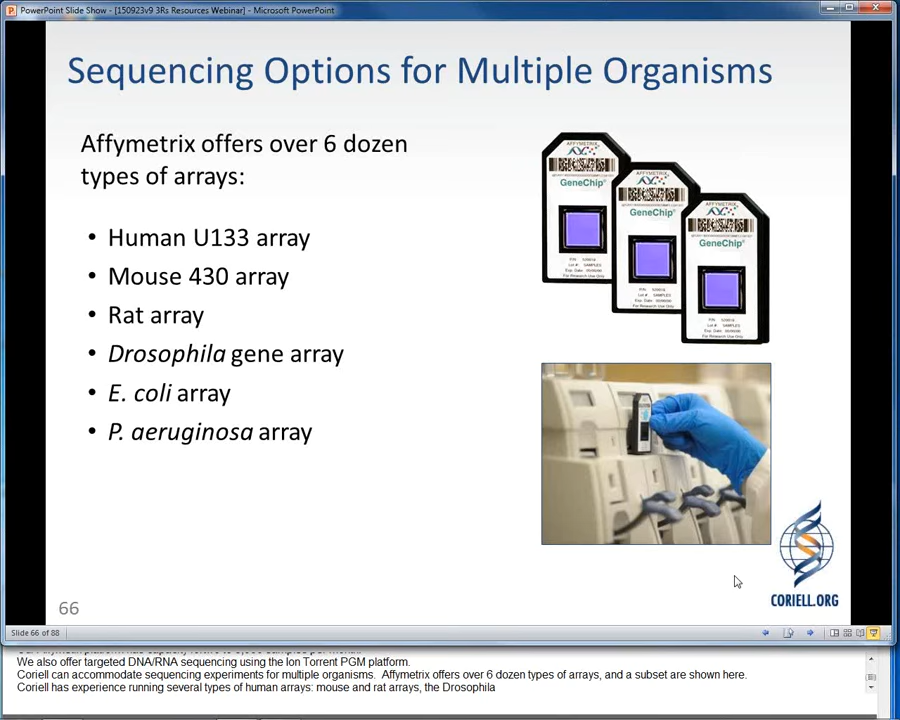 PowerPoint Slide Show - [150923v9 3Rs Resources Webinar] - Microsoft PowerPoint
Sequencing Options for Multiple Organisms
Affymetrix offers over 6 dozen
types of arrays:
• Human U133 array
• Mouse 430 array
• Rat array
• Drosophila gene array
• E. coli array
• P. aeruginosa array
AFFYMETRIX
GeneChip®
AFFYMETRIX
GeneChip®
AFFYMETRIX
GeneChip®
CORIELL.ORG
66
Slide 66 of 88
We also offer targeted DNA/RNA sequencing using the Ion Torrent PGM platform.
Coriell can accommodate sequencing experiments for multiple organisms. Affymetrix offers over 6 dozen types of arrays, and a subset are shown here.
Coriell has experience running several types of human arrays: mouse and rat arrays, the Drosophila